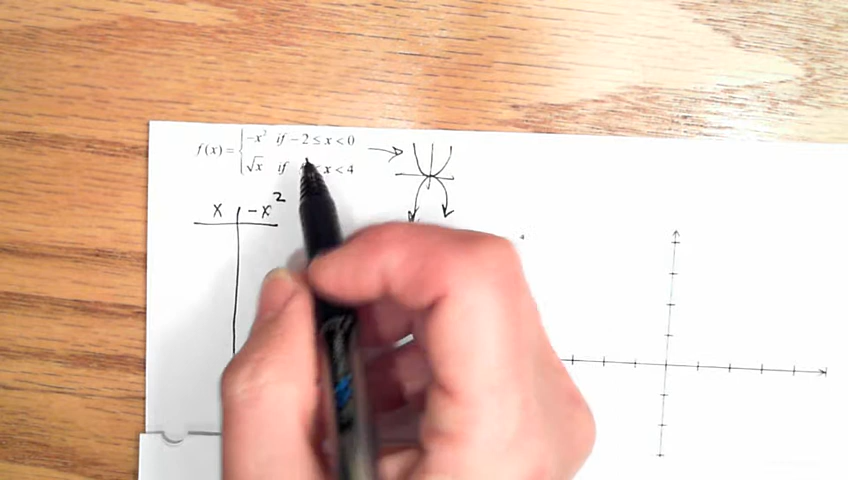 f(x) = { -x² if -2 ≤ x < 0
√x if x < 4
x -x²